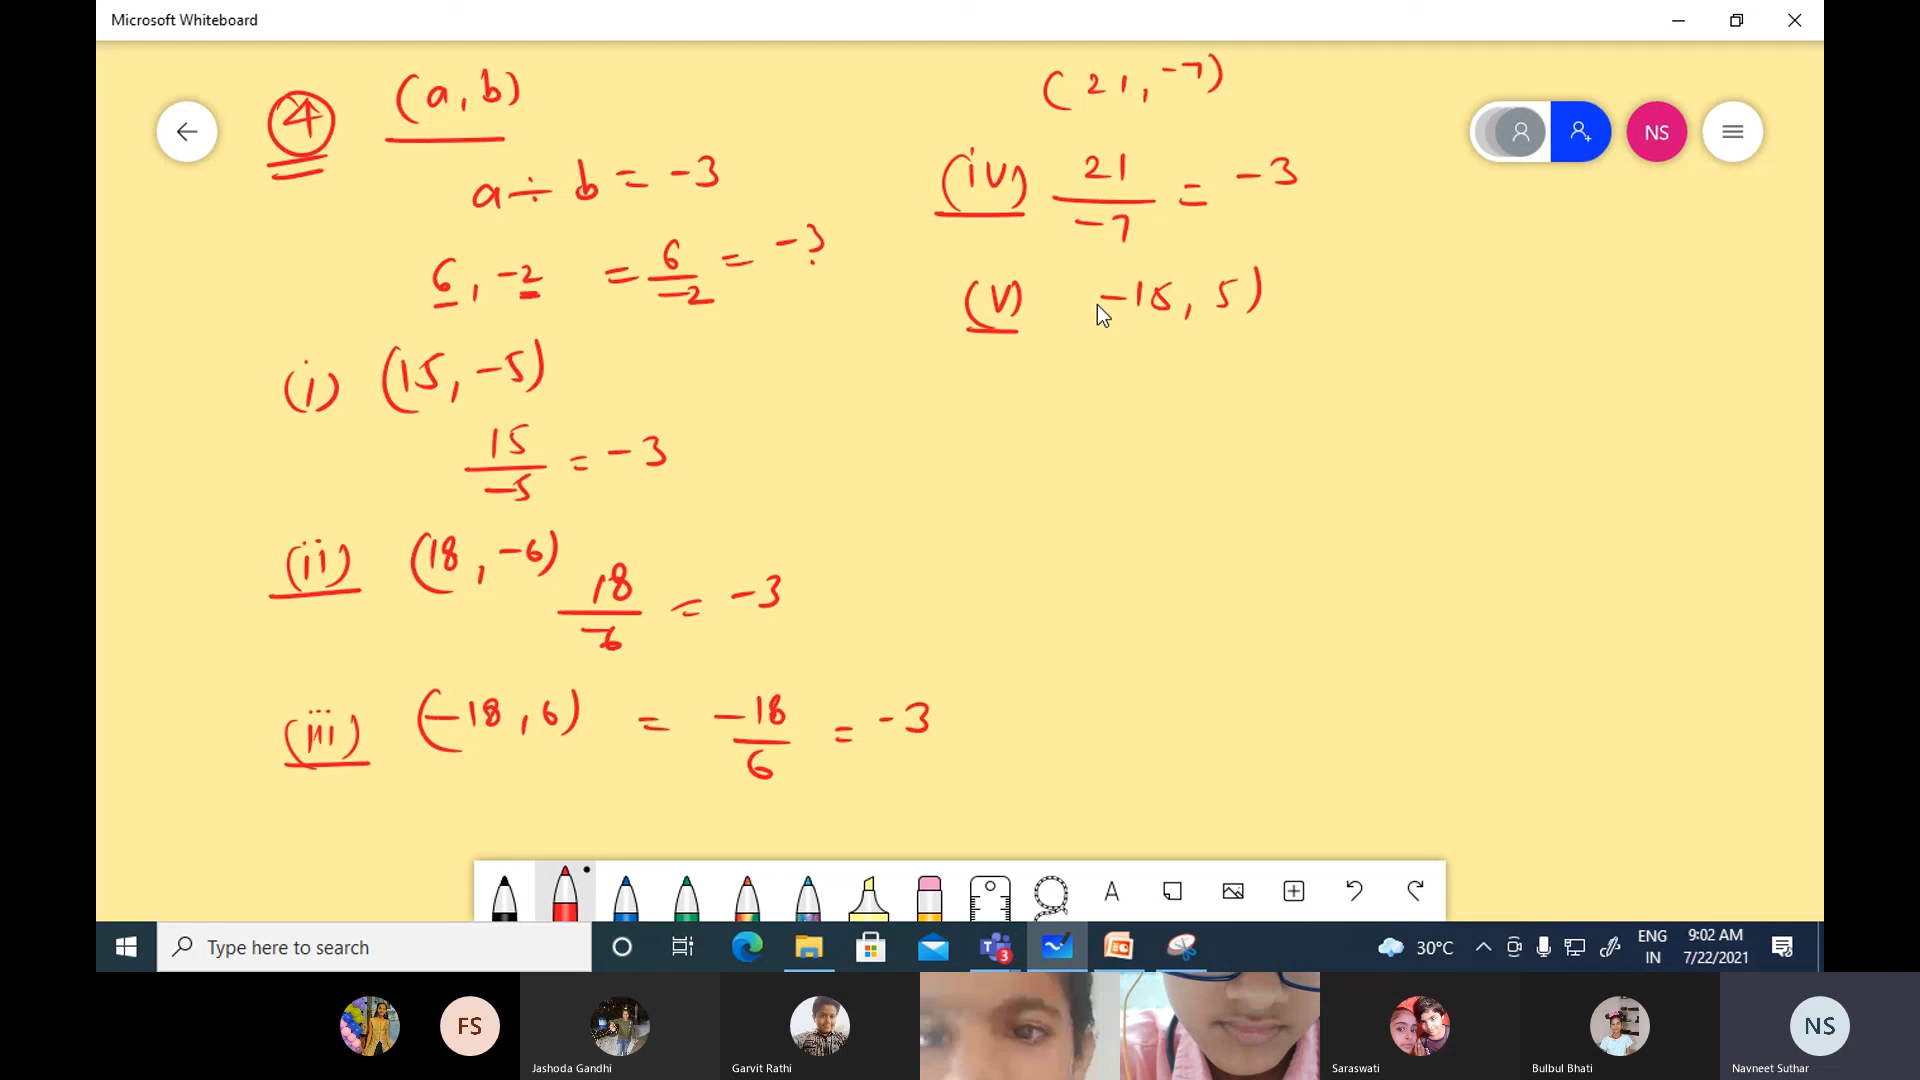 Microsoft Whiteboard
④ (a, b)
a ÷ b = -3
6, -2 = 6/-2 = -3
(i) (15, -5)
15/-5 = -3
(ii) (18, -6) 18/-6 = -3
(iii) (-18, 6) = -18/6 = -3
(21, -7)
(iv) 21/-7 = -3
(v) -15, 5)
NS
A
Type here to search
3
30°C
ENG
IN
9:02 AM
7/22/2021
FS
Jashoda Gandhi
Garvit Rathi
Saraswati
Bulbul Bhati
NS
Navneet Suthar